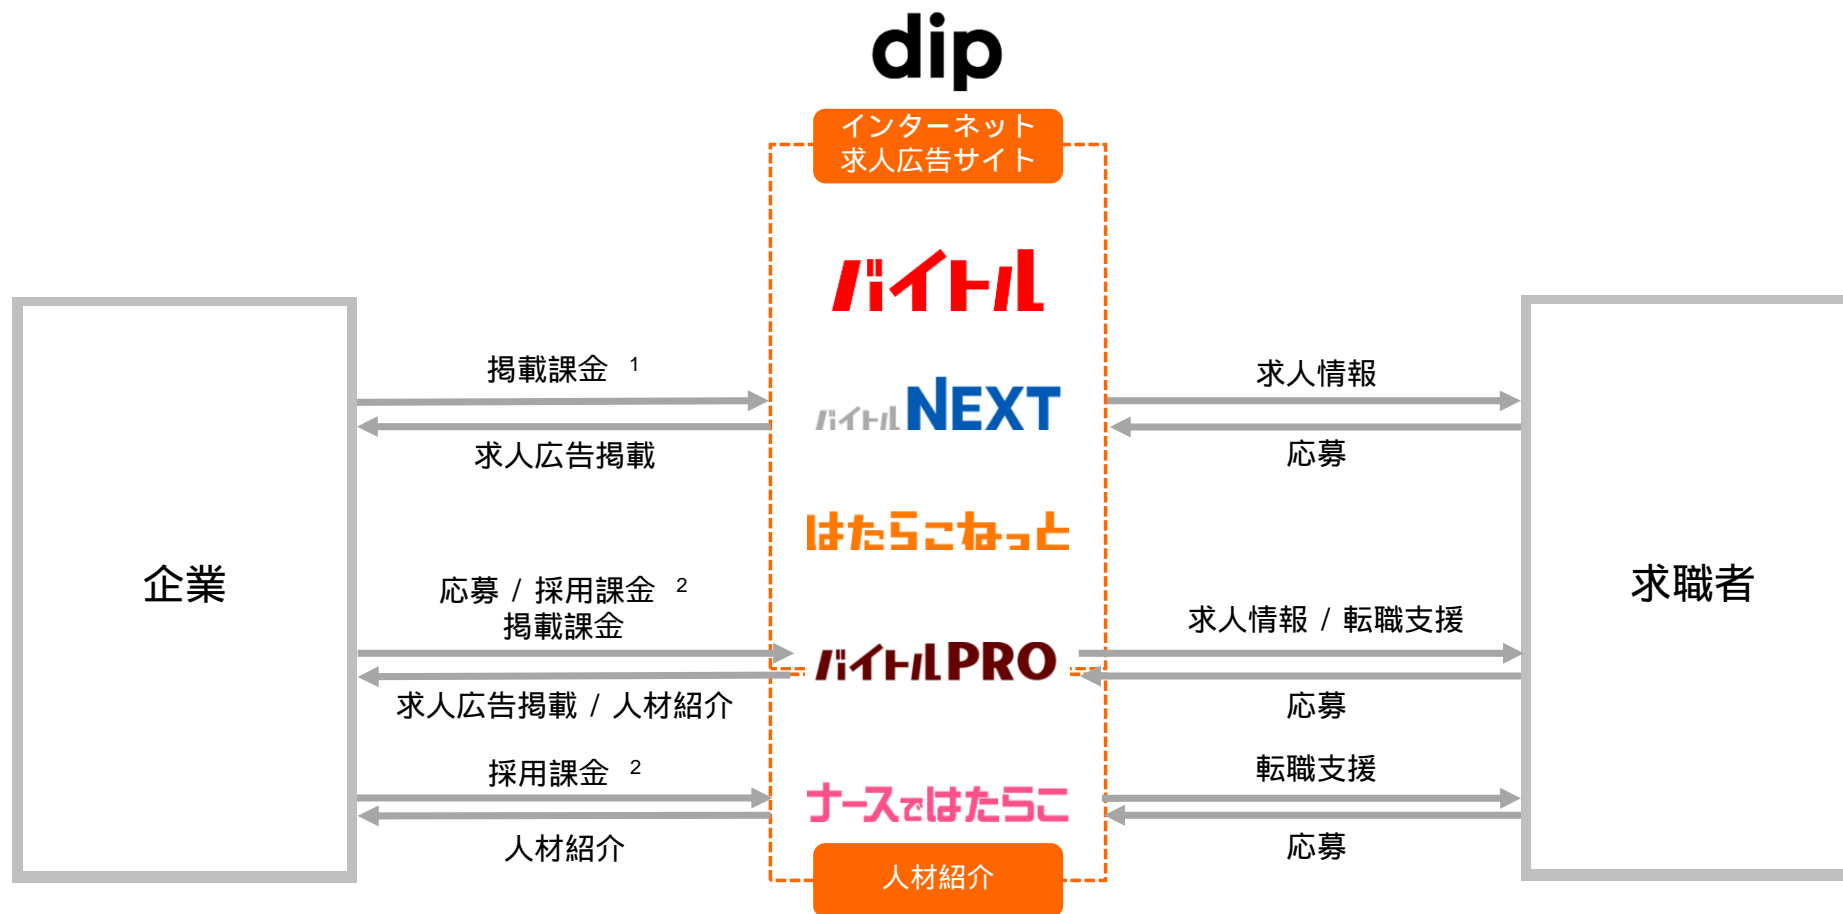 dip
インターネット
求人広告サイト
バイトル
掲載課金 1
求人広告掲載
バイトルNEXT
求人情報
応募
はたらこねっと
企業
求職者
応募 / 採用課金 2
掲載課金
求人広告掲載 / 人材紹介
バイトルPRO
求人情報 / 転職支援
応募
採用課金 2
人材紹介
ナースではたらこ
転職支援
応募
人材紹介